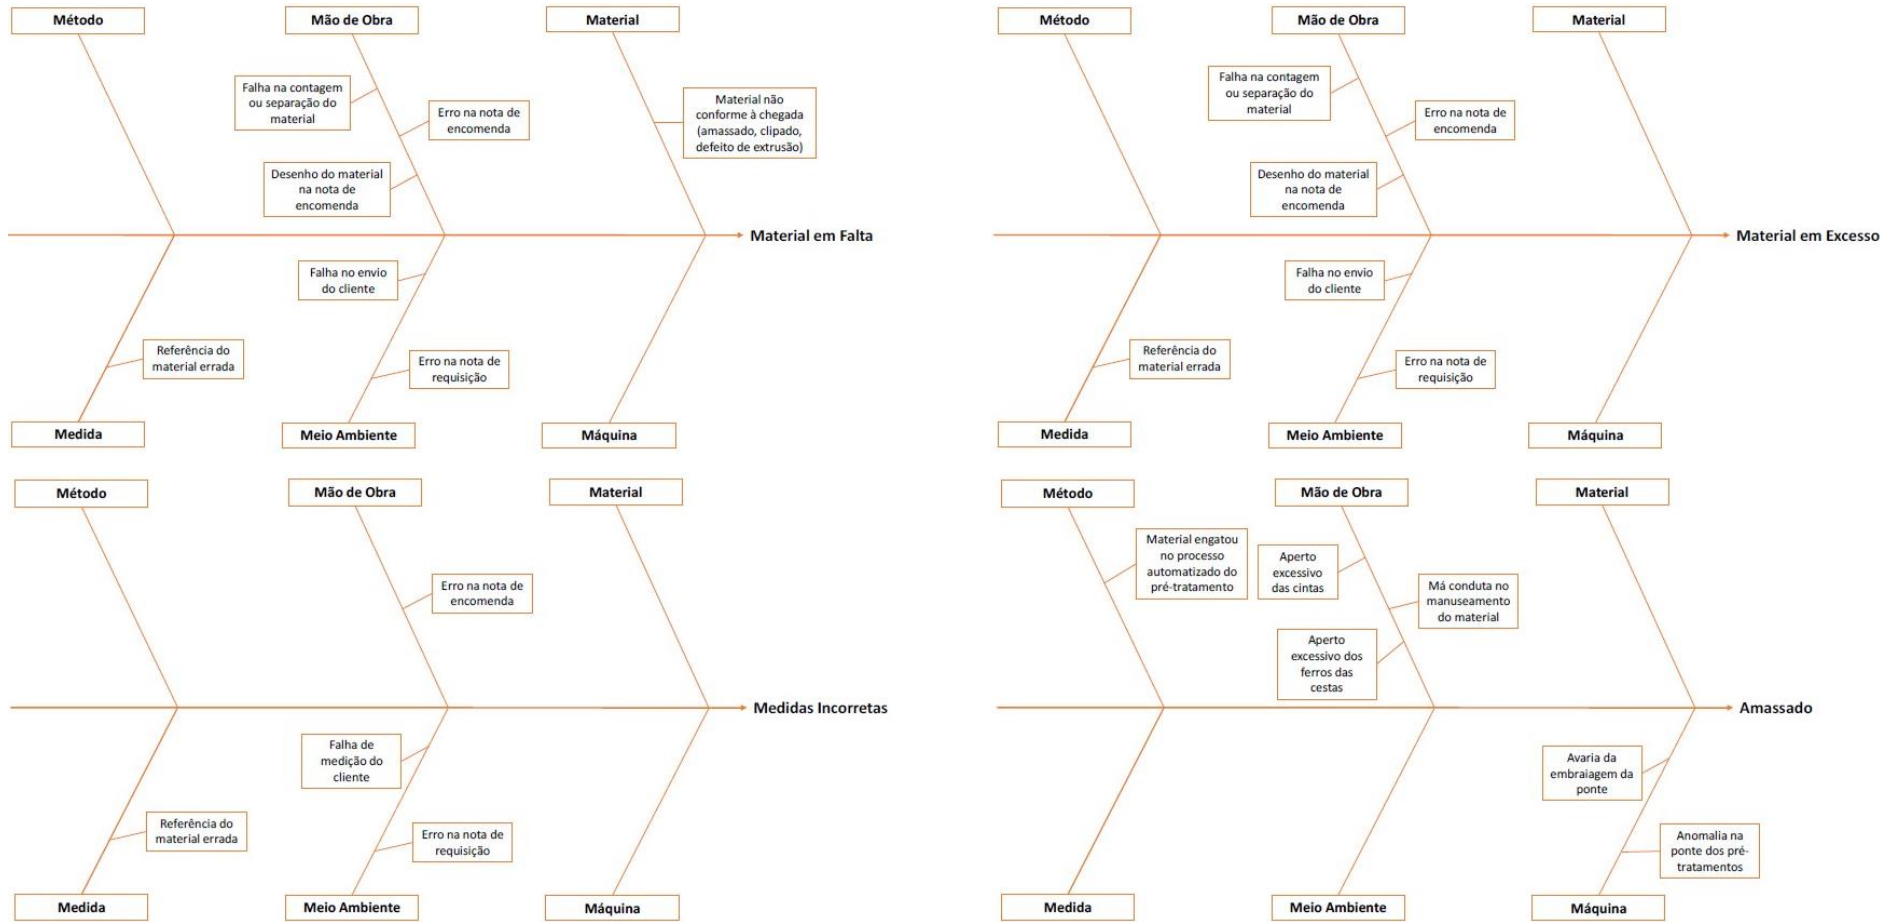 Método
Mão de Obra
Material
Falha na contagem
ou separação do
material
Erro na nota de
encomenda
Material não
conforme à chegada
(amassado, clipado,
defeito de extrusão)
Desenho do material
na nota de
encomenda
Material em Falta
Falha no envio
do cliente
Referência do
material errada
Erro na nota de
requisição
Medida
Meio Ambiente
Máquina
Método
Mão de Obra
Material
Falha na contagem
ou separação do
material
Erro na nota de
encomenda
Desenho do material
na nota de
encomenda
Material em Excesso
Falha no envio
do cliente
Referência do
material errada
Erro na nota de
requisição
Medida
Meio Ambiente
Máquina
Método
Mão de Obra
Material
Erro na nota de
encomenda
Medidas Incorretas
Falha de
medição do
cliente
Referência do
material errada
Erro na nota de
requisição
Medida
Meio Ambiente
Máquina
Método
Mão de Obra
Material
Material engatou
no processo
automatizado do
pré-tratamento
Aperto
excessivo
das cintas
Má conduta no
manuseamento
do material
Aperto
excessivo dos
ferros das
cestas
Amassado
Avaria da
embraiagem da
ponte
Anomalia na
ponte dos pré-
tratamentos
Medida
Meio Ambiente
Máquina